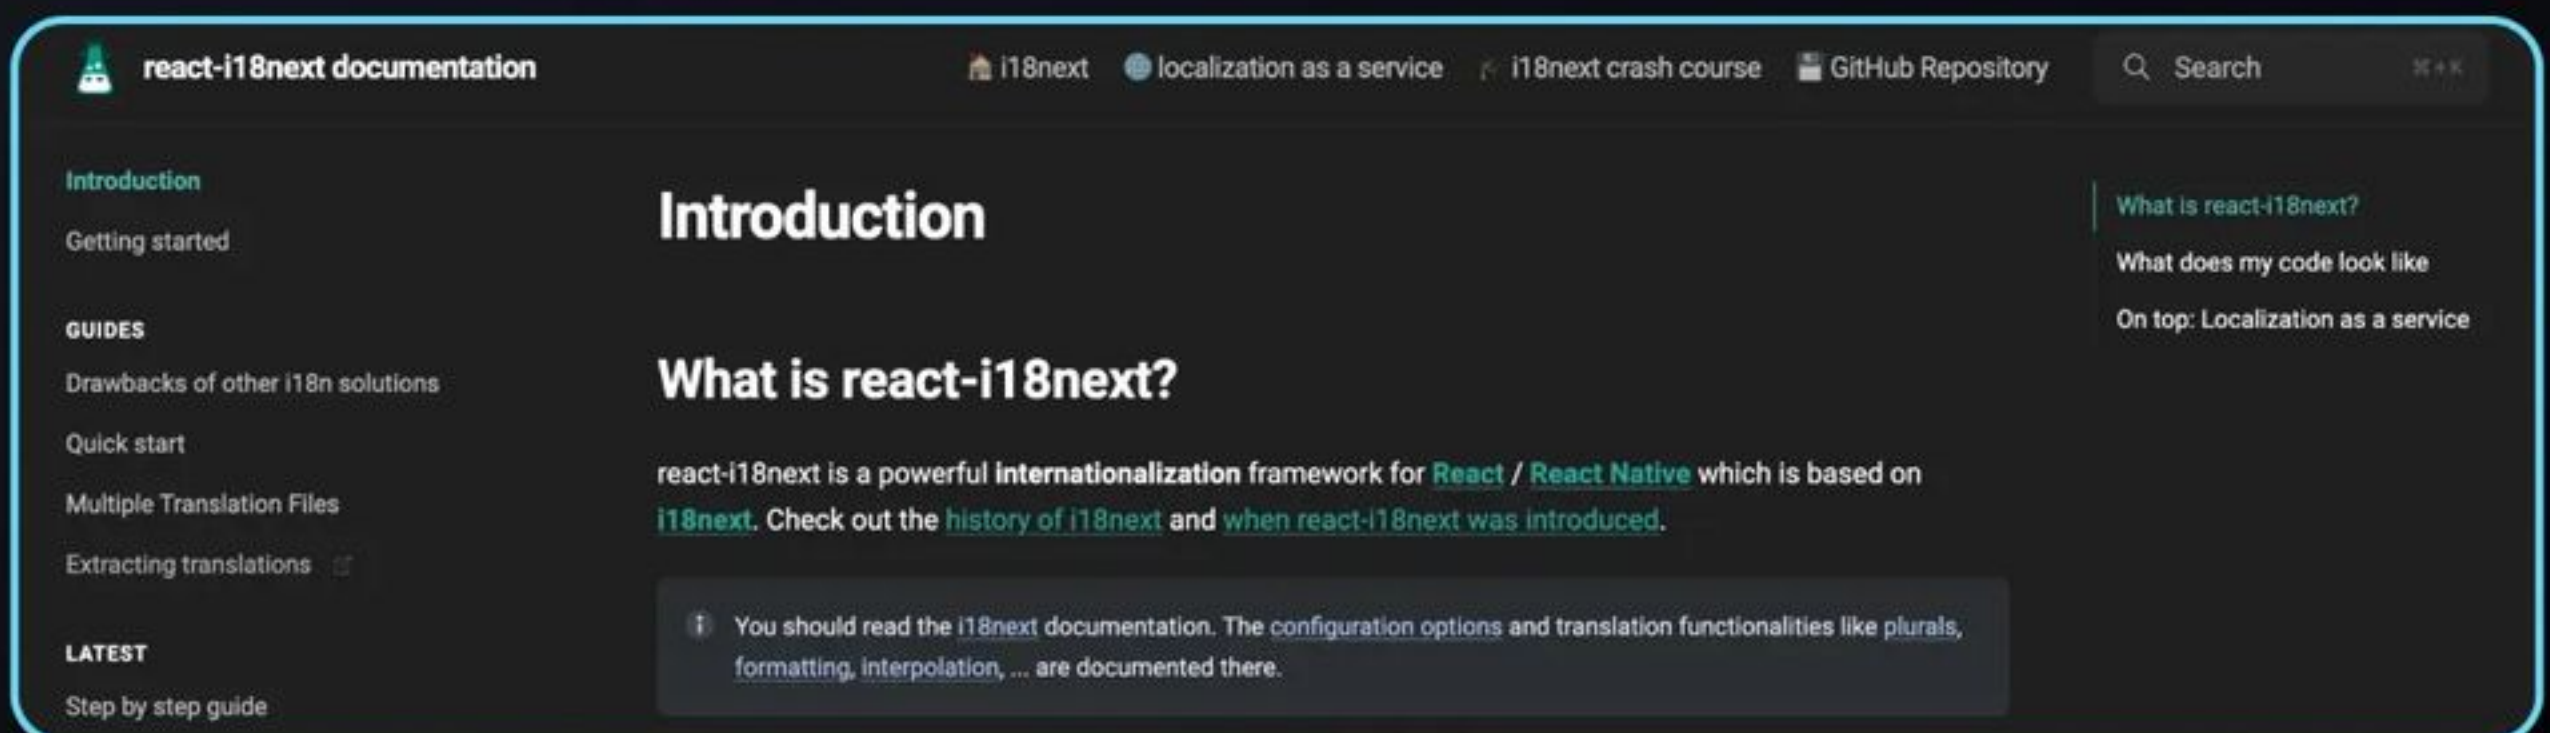 react-i18next documentation
i18next
localization as a service
i18next crash course
GitHub Repository
Search
⌘+K
Introduction
Getting started
GUIDES
Drawbacks of other i18n solutions
Quick start
Multiple Translation Files
Extracting translations
LATEST
Step by step guide
Introduction
What is react-i18next?
react-i18next is a powerful internationalization framework for React / React Native which is based on
i18next. Check out the history of i18next and when react-i18next was introduced.
You should read the i18next documentation. The configuration options and translation functionalities like plurals,
formatting, interpolation, ... are documented there.
What is react-i18next?
What does my code look like
On top: Localization as a service